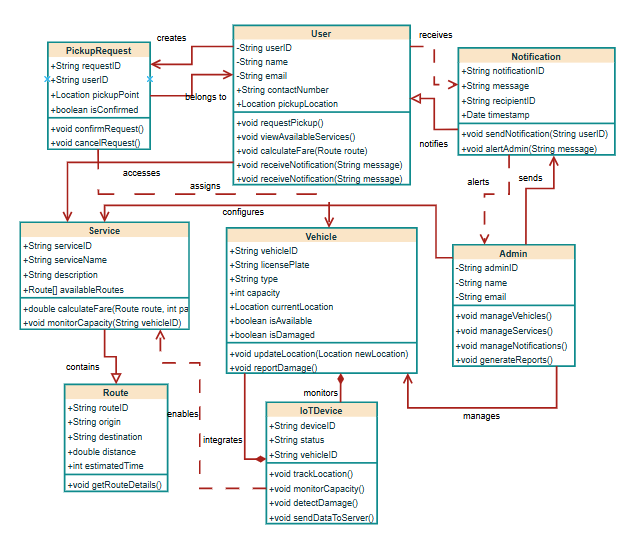 creates
receives
belongs to
notifies
accesses
assigns
configures
alerts
sends
contains
enables
integrates
monitors
manages
PickupRequest
+String requestID
+String userID
+Location pickupPoint
+boolean isConfirmed
+void confirmRequest()
+void cancelRequest()
User
-String userID
-String name
-String email
+String contactNumber
+Location pickupLocation
+void requestPickup()
+void viewAvailableServices()
+void calculateFare(Route route)
+void receiveNotification(String message)
+void receiveNotification(String message)
Notification
+String notificationID
+String message
+String recipientID
+Date timestamp
+void sendNotification(String userID)
+void alertAdmin(String message)
Service
+String serviceID
+String serviceName
+String description
+Route[] availableRoutes
+double calculateFare(Route route, int pa
+void monitorCapacity(String vehicleID)
Vehicle
+String vehicleID
+String licensePlate
+String type
+int capacity
+Location currentLocation
+boolean isAvailable
+boolean isDamaged
+void updateLocation(Location newLocation)
+void reportDamage()
Admin
-String adminID
-String name
-String email
+void manageVehicles()
+void manageServices()
+void manageNotifications()
+void generateReports()
Route
+String routeID
+String origin
+String destination
+double distance
+int estimatedTime
+void getRouteDetails()
IoTDevice
+String deviceID
+String status
+String vehicleID
+void trackLocation()
+void monitorCapacity()
+void detectDamage()
+void sendDataToServer()